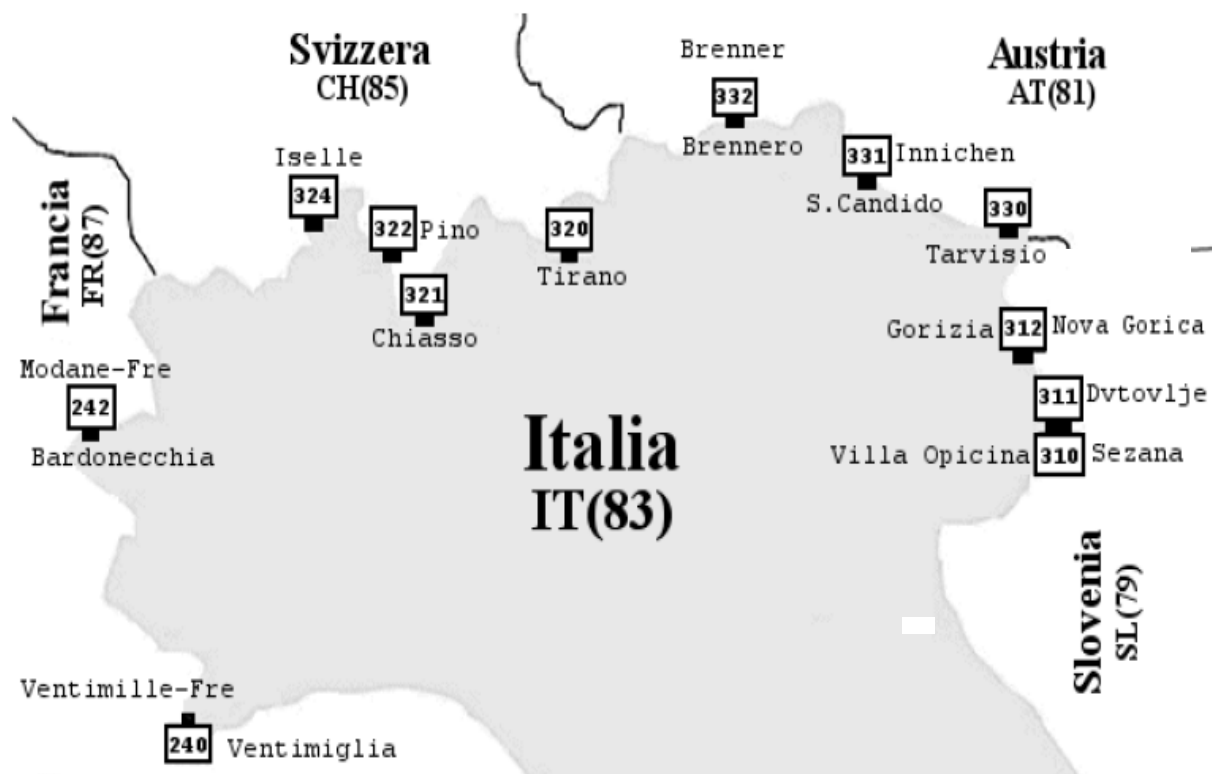 Svizzera
CH(85)
Brenner
332
Brennero
Austria
AT(81)
331 Innichen
S.Candido
330
Tarvisio
Iselle
324
322 Pino
321
Chiasso
320
Tirano
Francia
FR(87)
Modane-Fre
242
Bardonecchia
Gorizia 312 Nova Gorica
311 Dvtovlje
Villa Opicina 310 Sezana
Italia
IT(83)
Slovenia
SL(79)
Ventimille-Fre
240 Ventimiglia